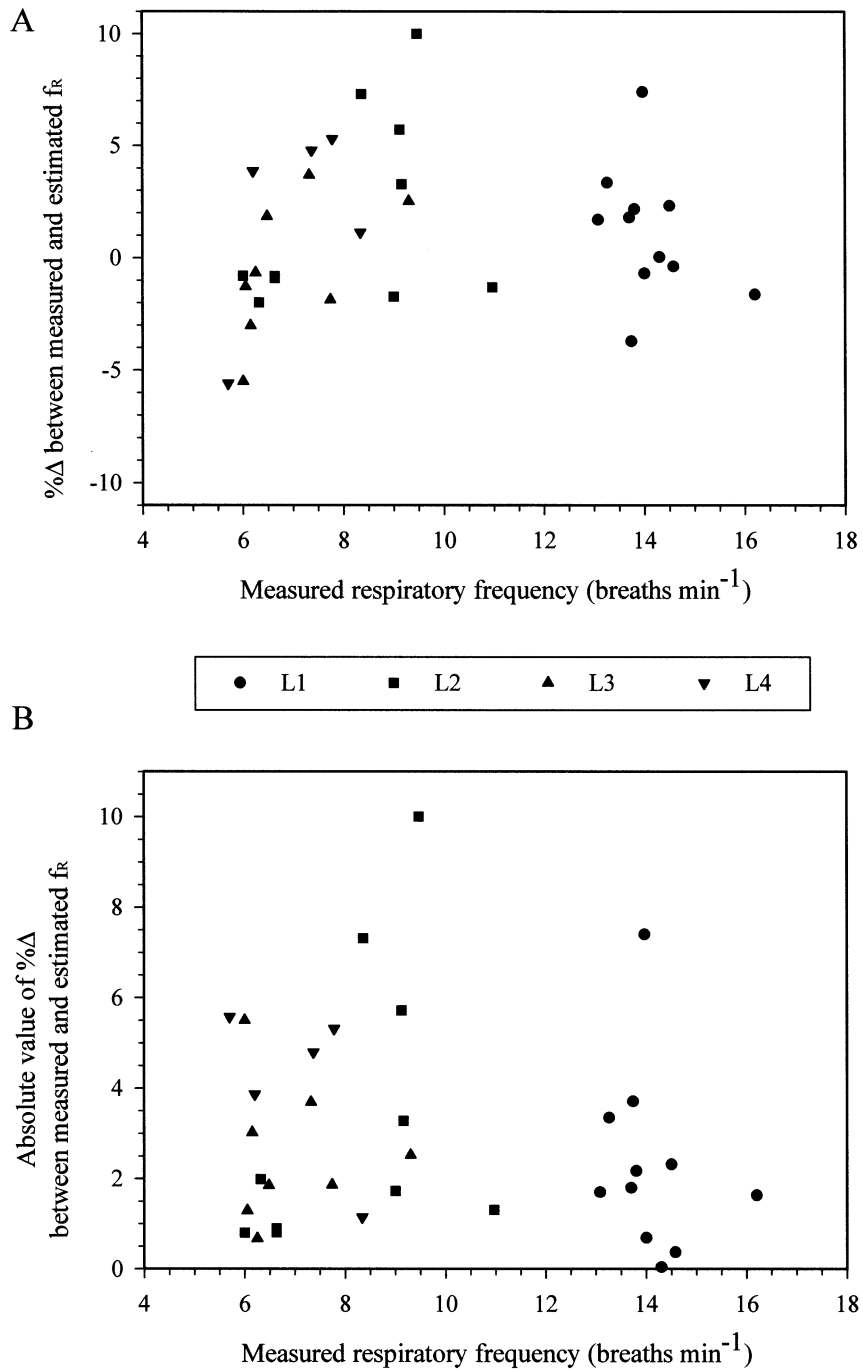 A
%Δ between measured and estimated fR
10
5
0
-5
-10
4 6 8 10 12 14 16 18
Measured respiratory frequency (breaths min-1)
L1 L2 L3 L4
B
Absolute value of %Δ
between measured and estimated fR
10
8
6
4
2
0
4 6 8 10 12 14 16 18
Measured respiratory frequency (breaths min-1)